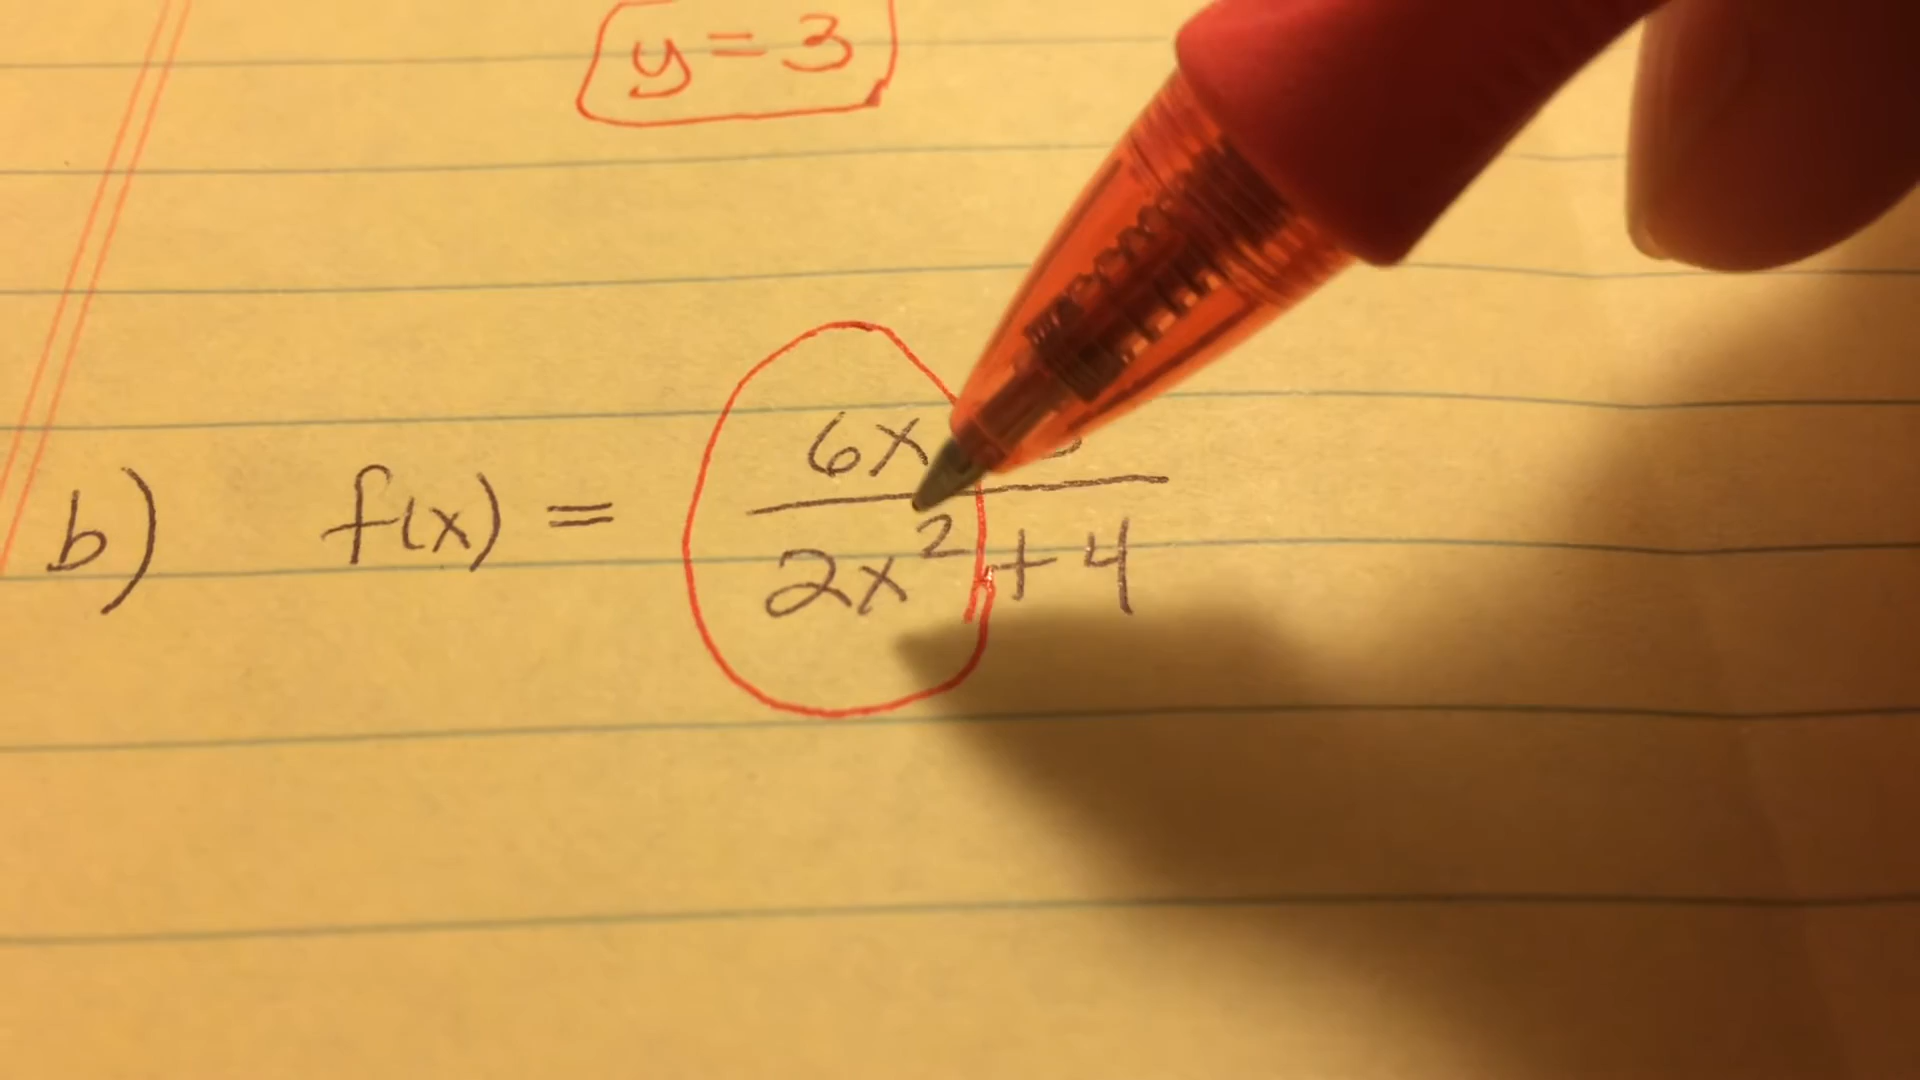 y = 3
b) f(x) = 6x
2x² + 4